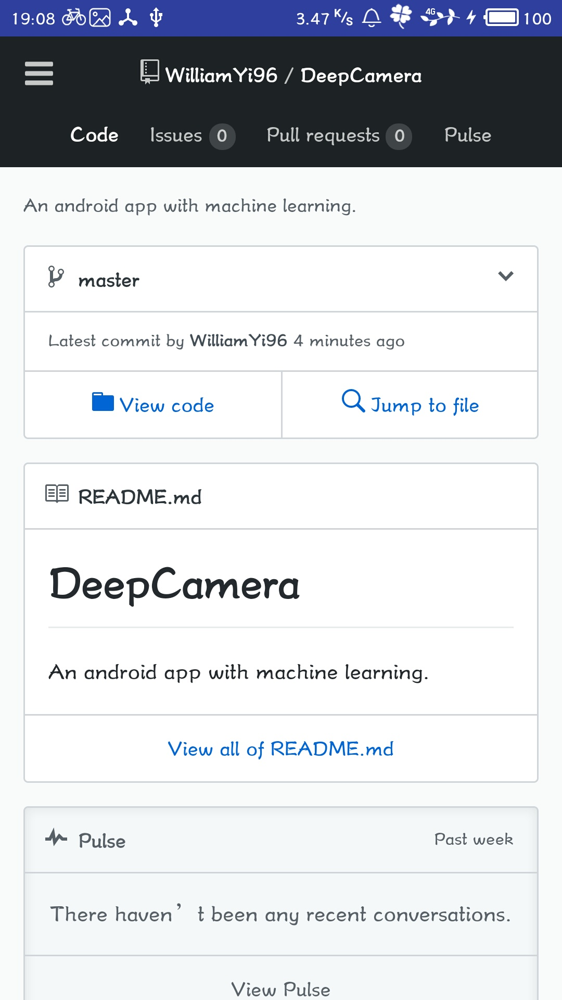 19:08 3.47 K/s 4G 100
WilliamYi96 / DeepCamera
Code Issues 0 Pull requests 0 Pulse
An android app with machine learning.
master
Latest commit by WilliamYi96 4 minutes ago
View code Jump to file
README.md
DeepCamera
An android app with machine learning.
View all of README.md
Pulse Past week
There haven’t been any recent conversations.
View Pulse